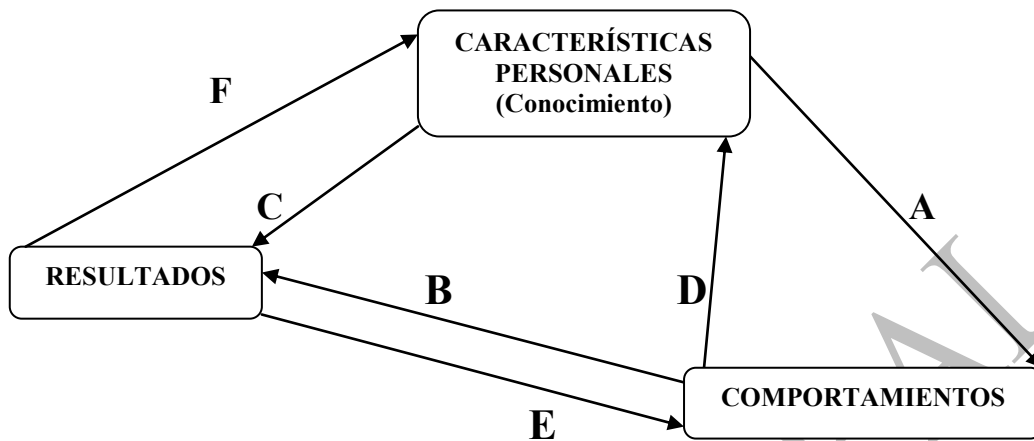 CARACTERÍSTICAS
PERSONALES
(Conocimiento)
F
C
A
RESULTADOS
B
D
COMPORTAMIENTOS
E